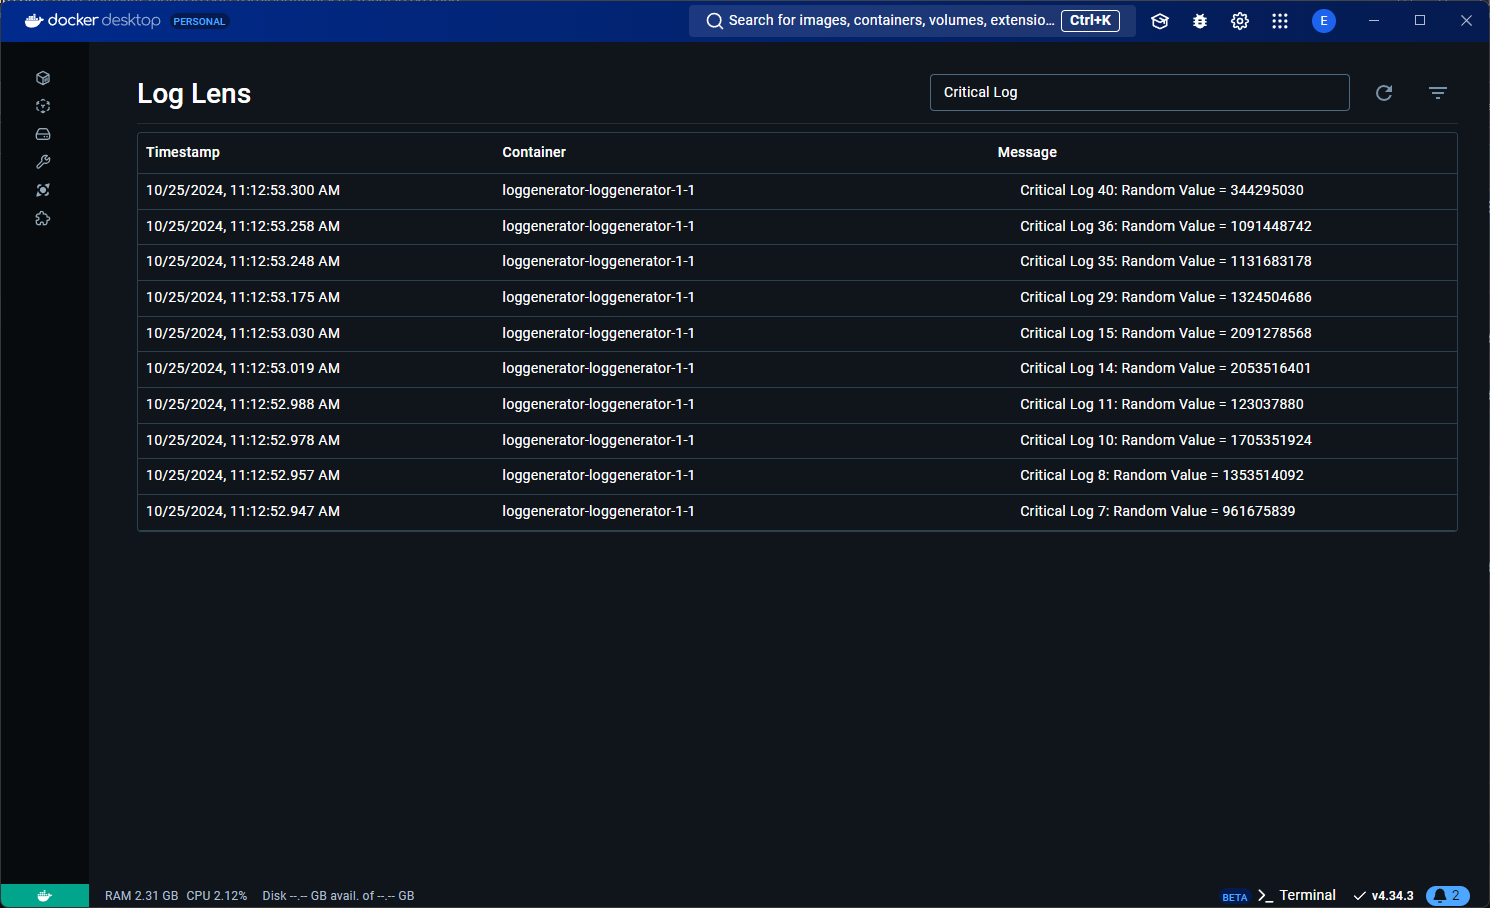 docker desktop PERSONAL Search for images, containers, volumes, extensio... Ctrl+K E
Log Lens Critical Log
Timestamp Container Message
10/25/2024, 11:12:53.300 AM loggenerator-loggenerator-1-1 Critical Log 40: Random Value = 344295030
10/25/2024, 11:12:53.258 AM loggenerator-loggenerator-1-1 Critical Log 36: Random Value = 1091448742
10/25/2024, 11:12:53.248 AM loggenerator-loggenerator-1-1 Critical Log 35: Random Value = 1131683178
10/25/2024, 11:12:53.175 AM loggenerator-loggenerator-1-1 Critical Log 29: Random Value = 1324504686
10/25/2024, 11:12:53.030 AM loggenerator-loggenerator-1-1 Critical Log 15: Random Value = 2091278568
10/25/2024, 11:12:53.019 AM loggenerator-loggenerator-1-1 Critical Log 14: Random Value = 2053516401
10/25/2024, 11:12:52.988 AM loggenerator-loggenerator-1-1 Critical Log 11: Random Value = 123037880
10/25/2024, 11:12:52.978 AM loggenerator-loggenerator-1-1 Critical Log 10: Random Value = 1705351924
10/25/2024, 11:12:52.957 AM loggenerator-loggenerator-1-1 Critical Log 8: Random Value = 1353514092
10/25/2024, 11:12:52.947 AM loggenerator-loggenerator-1-1 Critical Log 7: Random Value = 961675839
RAM 2.31 GB CPU 2.12% Disk --.-- GB avail. of --.-- GB BETA >_ Terminal v4.34.3 2